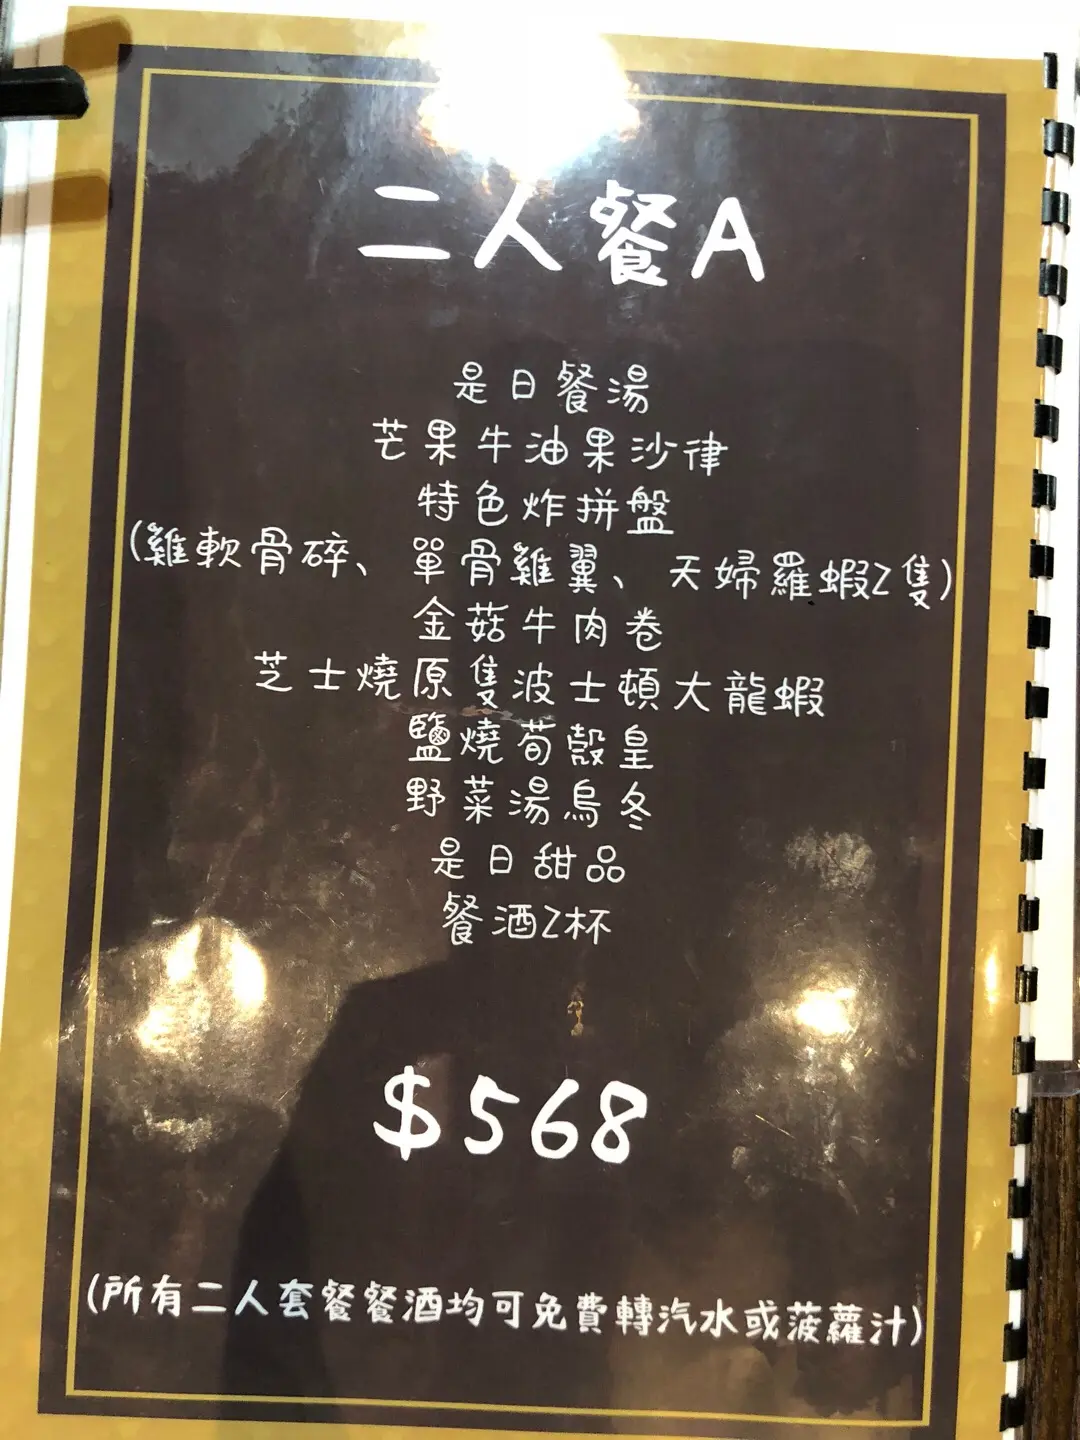 二人餐A
是日餐湯
芒果牛油果沙律
特色炸拼盤
(雞軟骨碎、單骨雞翼、天婦羅蝦2隻)
金菇牛肉卷
芝士燒原隻波士頓大龍蝦
鹽燒荀殼皇
野菜湯烏冬
是日甜品
餐酒2杯
$568
(所有二人套餐餐酒均可免費轉汽水或菠蘿汁)